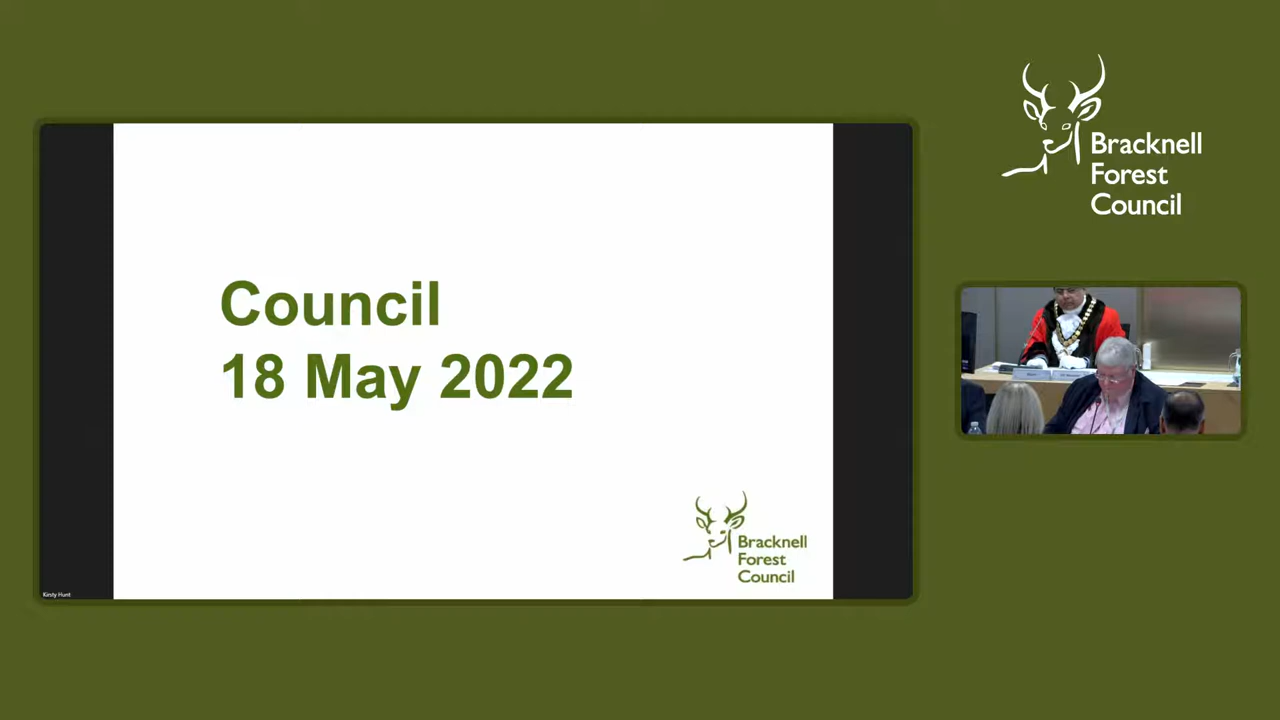 Council
18 May 2022
Bracknell
Forest
Council
Kirsty Hunt
Bracknell
Forest
Council